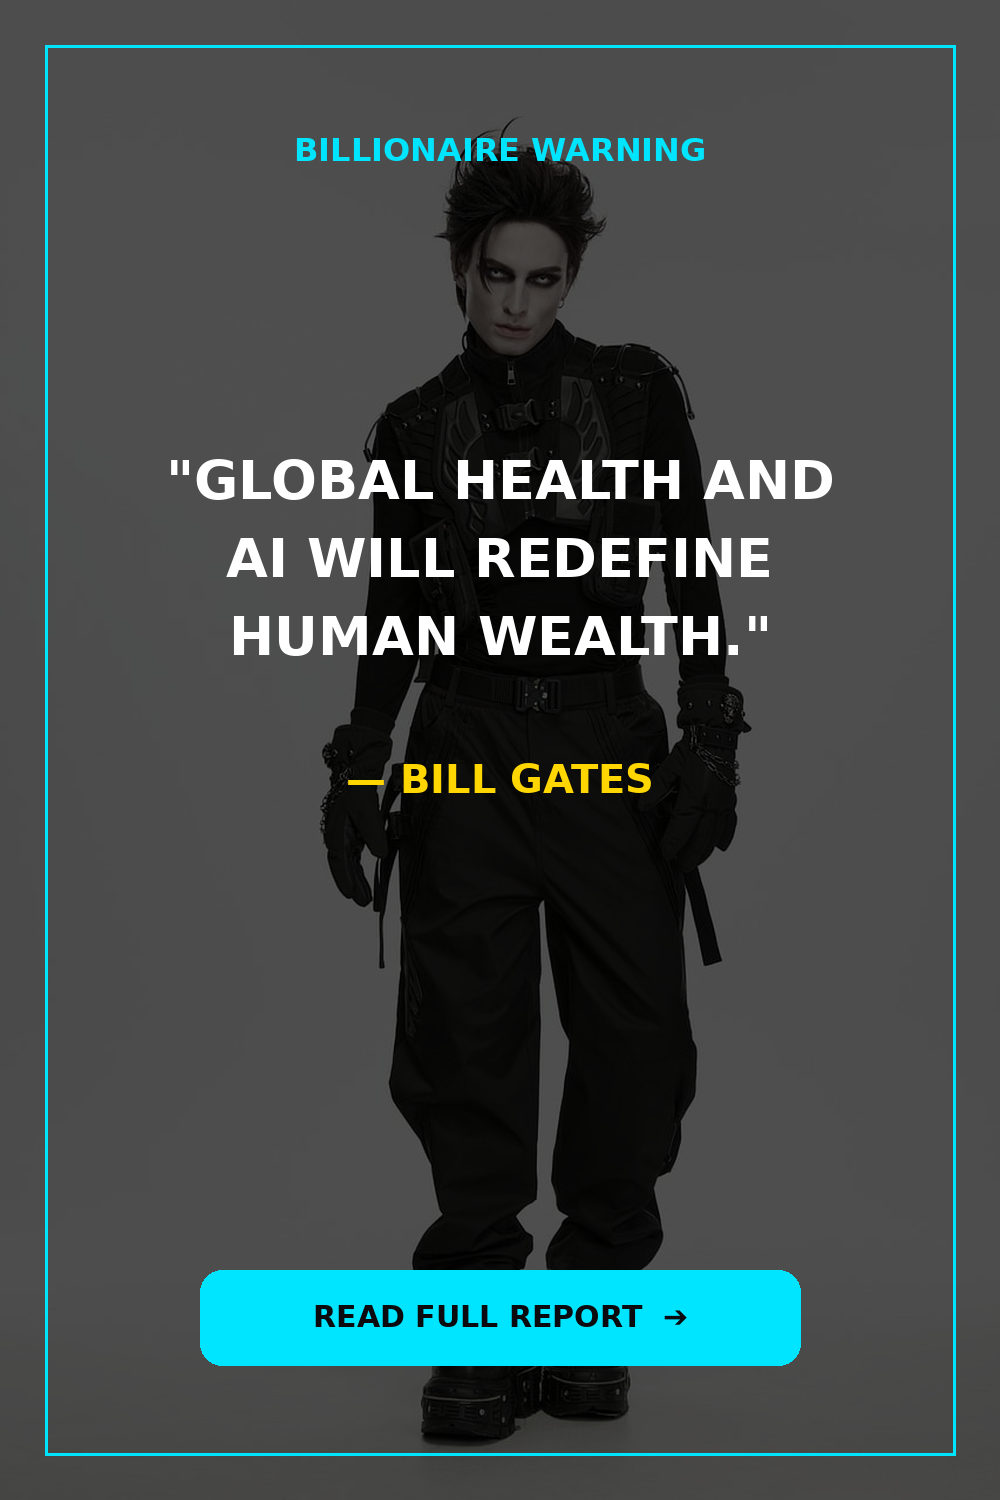 BILLIONAIRE WARNING
"GLOBAL HEALTH AND
AI WILL REDEFINE
HUMAN WEALTH."
— BILL GATES
READ FULL REPORT ➔